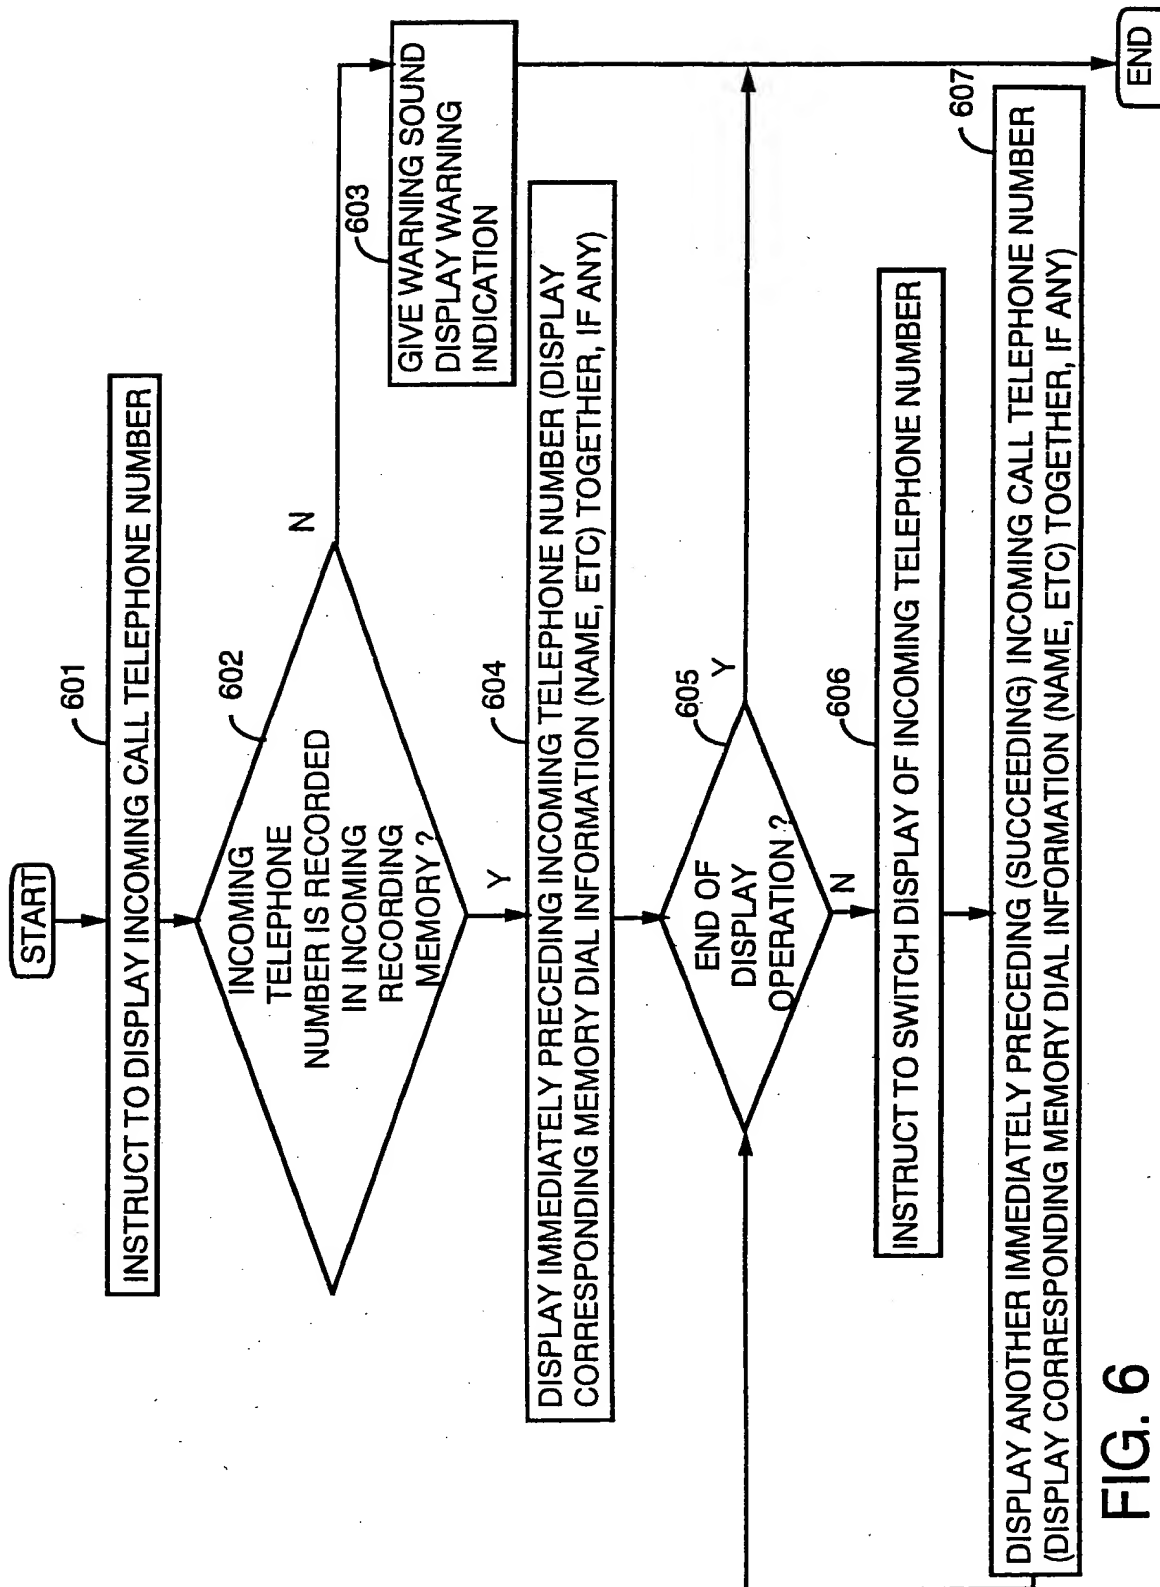 START
601
INSTRUCT TO DISPLAY INCOMING CALL TELEPHONE NUMBER
602
INCOMING
TELEPHONE
NUMBER IS RECORDED
IN INCOMING
RECORDING
MEMORY ?
N
Y
603
GIVE WARNING SOUND
DISPLAY WARNING
INDICATION
604
DISPLAY IMMEDIATELY PRECEDING INCOMING TELEPHONE NUMBER (DISPLAY
CORRESPONDING MEMORY DIAL INFORMATION (NAME, ETC) TOGETHER, IF ANY)
605
END OF
DISPLAY
OPERATION ?
Y
N
606
INSTRUCT TO SWITCH DISPLAY OF INCOMING TELEPHONE NUMBER
607
DISPLAY ANOTHER IMMEDIATELY PRECEDING (SUCCEEDING) INCOMING CALL TELEPHONE NUMBER
(DISPLAY CORRESPONDING MEMORY DIAL INFORMATION (NAME, ETC) TOGETHER, IF ANY)
END
FIG. 6